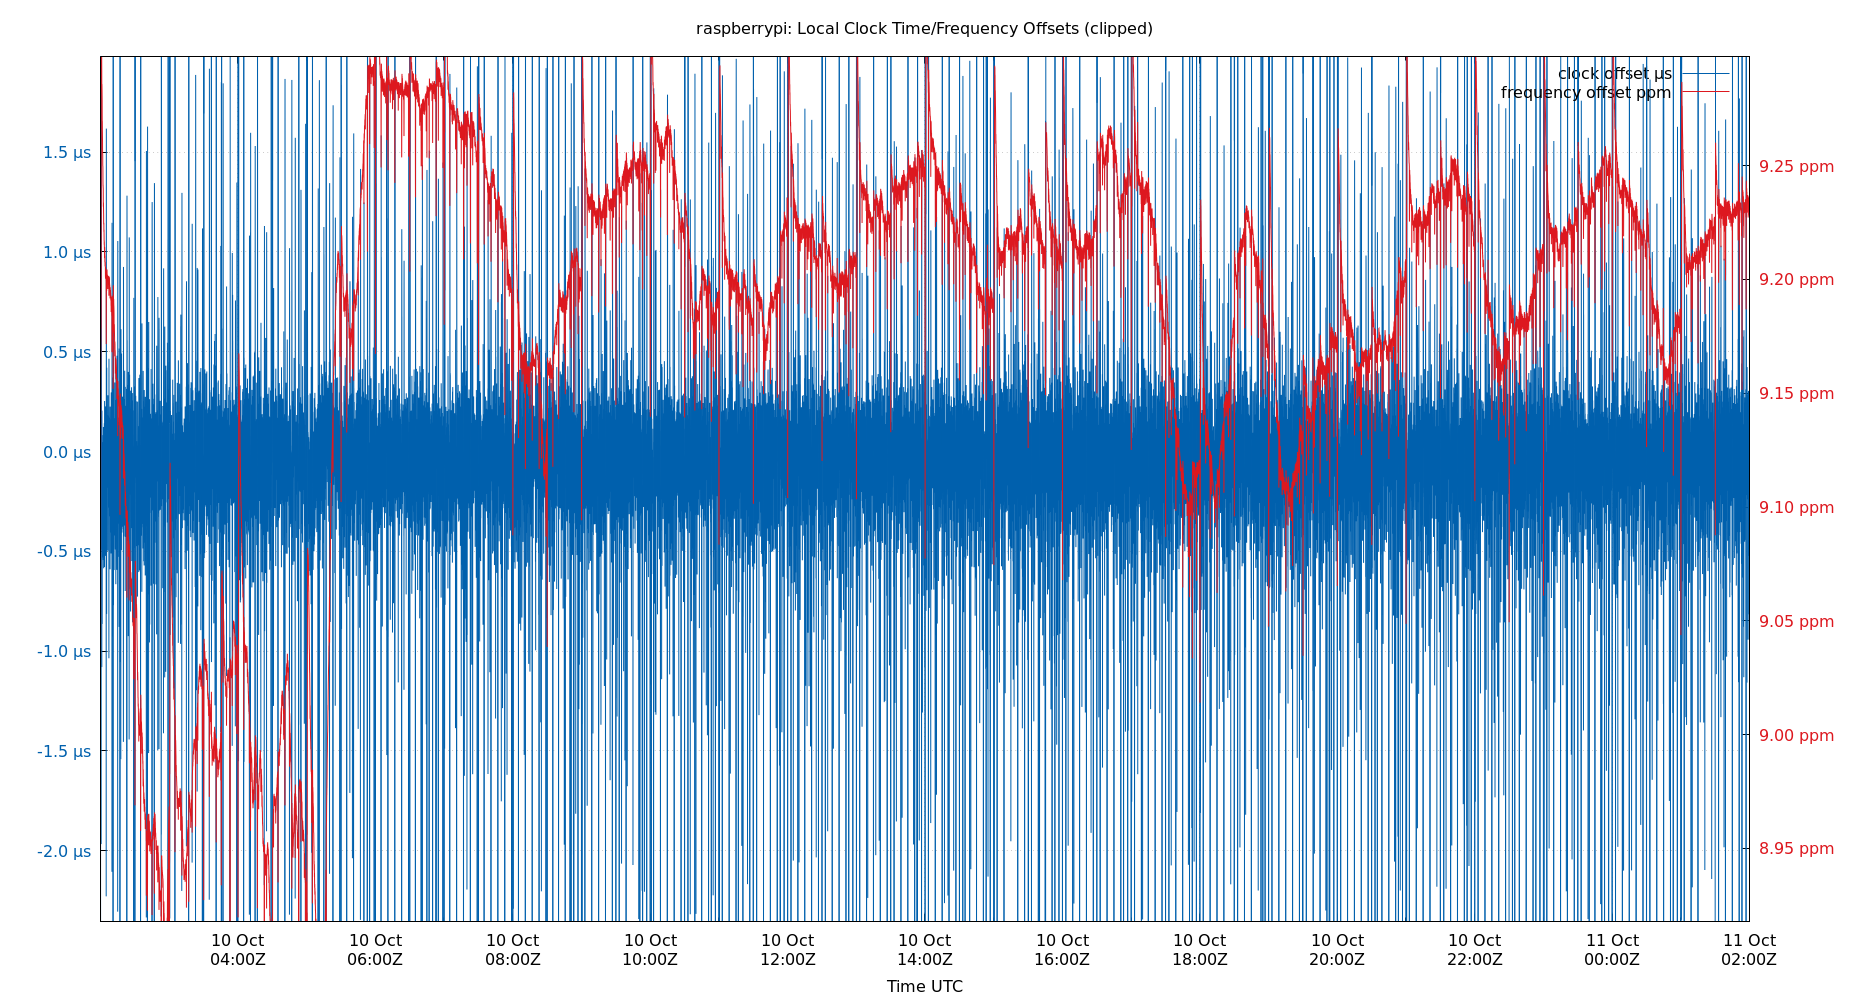 raspberrypi: Local Clock Time/Frequency Offsets (clipped)
clock offset µs
frequency offset ppm
1.5 µs
1.0 µs
0.5 µs
0.0 µs
-0.5 µs
-1.0 µs
-1.5 µs
-2.0 µs
9.25 ppm
9.20 ppm
9.15 ppm
9.10 ppm
9.05 ppm
9.00 ppm
8.95 ppm
10 Oct
04:00Z
10 Oct
06:00Z
10 Oct
08:00Z
10 Oct
10:00Z
10 Oct
12:00Z
10 Oct
14:00Z
10 Oct
16:00Z
10 Oct
18:00Z
10 Oct
20:00Z
10 Oct
22:00Z
11 Oct
00:00Z
11 Oct
02:00Z
Time UTC